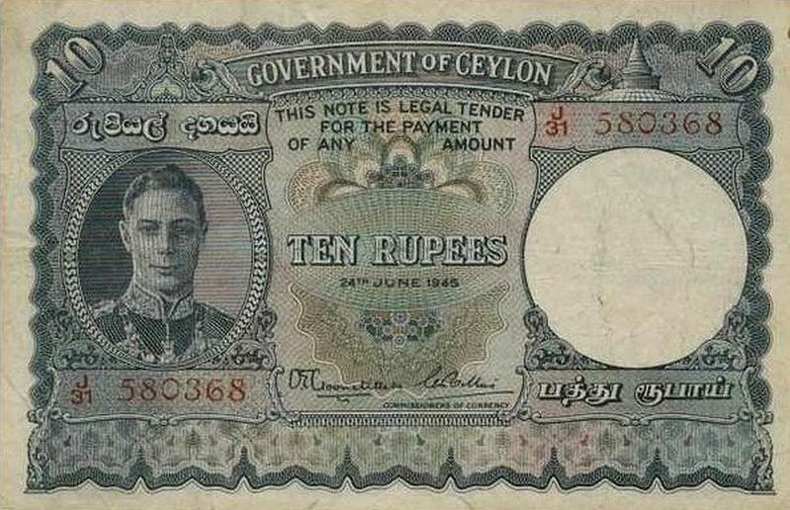 10
GOVERNMENT OF CEYLON
10
රුපියල් දහයයි
THIS NOTE IS LEGAL TENDER
FOR THE PAYMENT
OF ANY AMOUNT
J/31 580368
TEN RUPEES
24TH JUNE 1945
J/31 580368
COMMISSIONERS OF CURRENCY
பத்து ரூபாய்